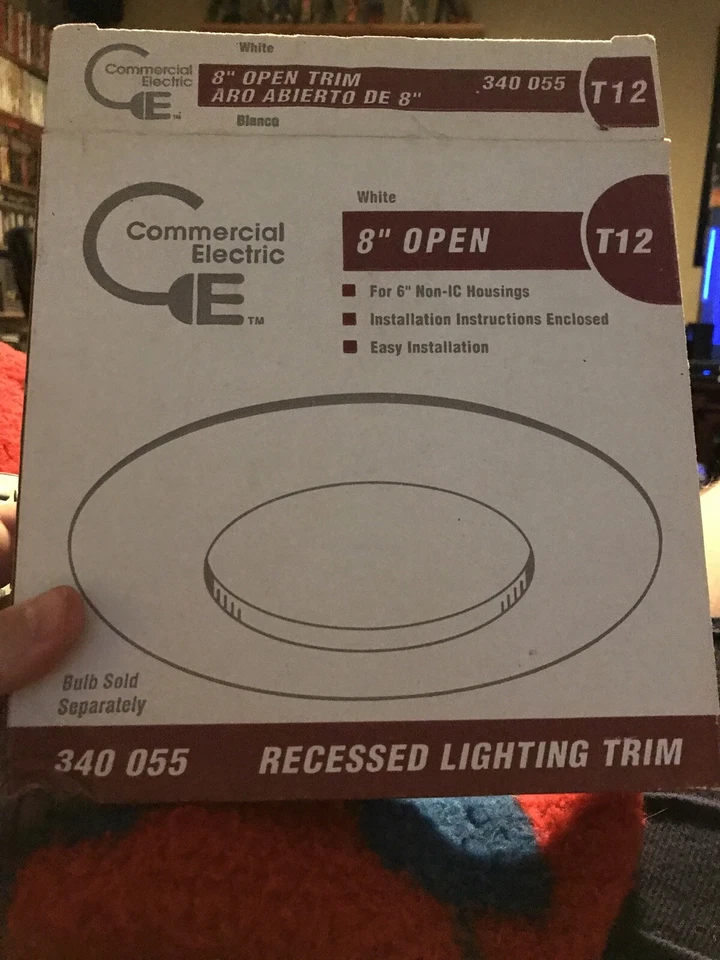 White
Commercial
Electric
8" OPEN TRIM
ARO ABIERTO DE 8"
340 055
T12
CE™
Blanco
White
Commercial
Electric
8" OPEN
T12
For 6" Non-IC Housings
CE™
Installation Instructions Enclosed
Easy Installation
Bulb Sold
Separately
340 055 RECESSED LIGHTING TRIM